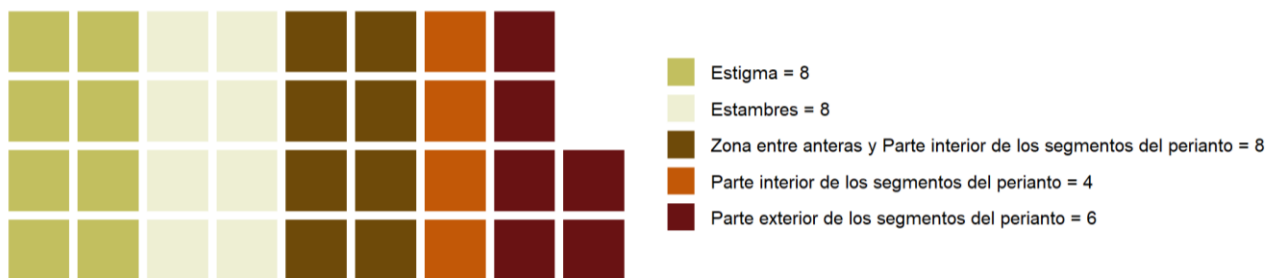 Estigma = 8
Estambres = 8
Zona entre anteras y Parte interior de los segmentos del perianto = 8
Parte interior de los segmentos del perianto = 4
Parte exterior de los segmentos del perianto = 6